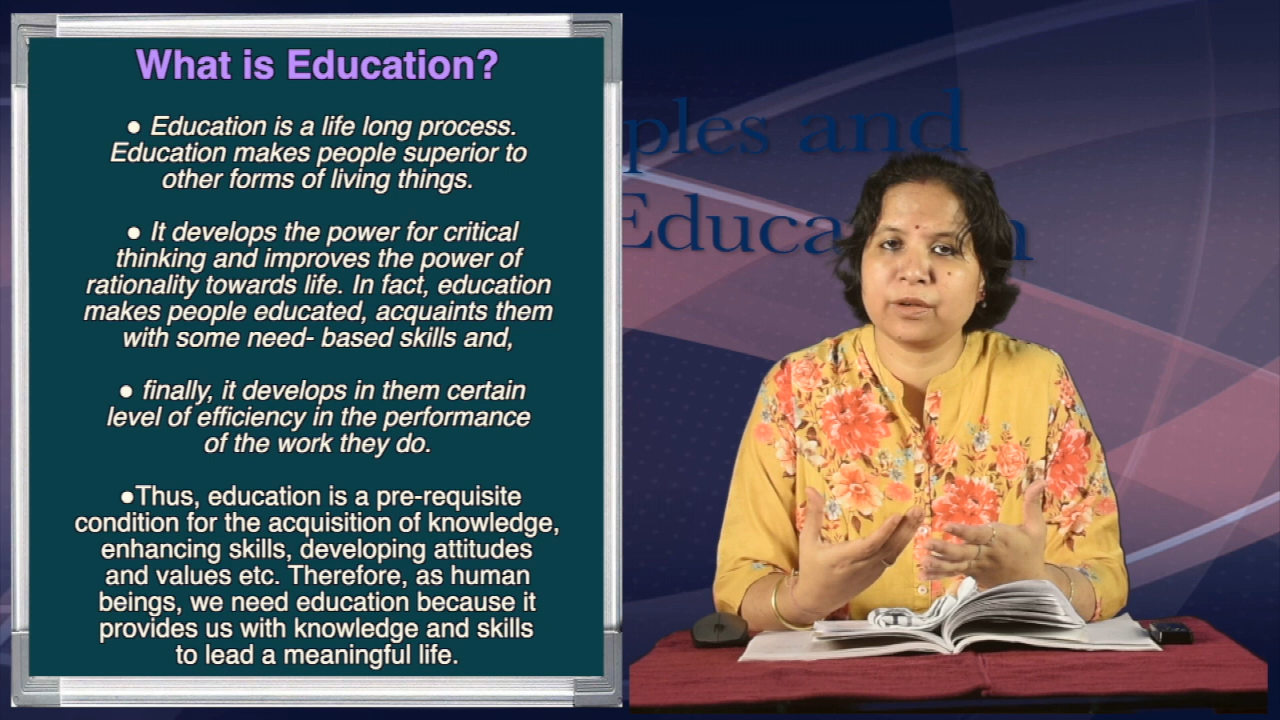 What is Education?
● Education is a life long process.
Education makes people superior to
other forms of living things.
● It develops the power for critical
thinking and improves the power of
rationality towards life. In fact, education
makes people educated, acquaints them
with some need- based skills and,
● finally, it develops in them certain
level of efficiency in the performance
of the work they do.
●Thus, education is a pre-requisite
condition for the acquisition of knowledge,
enhancing skills, developing attitudes
and values etc. Therefore, as human
beings, we need education because it
provides us with knowledge and skills
to lead a meaningful life.
and